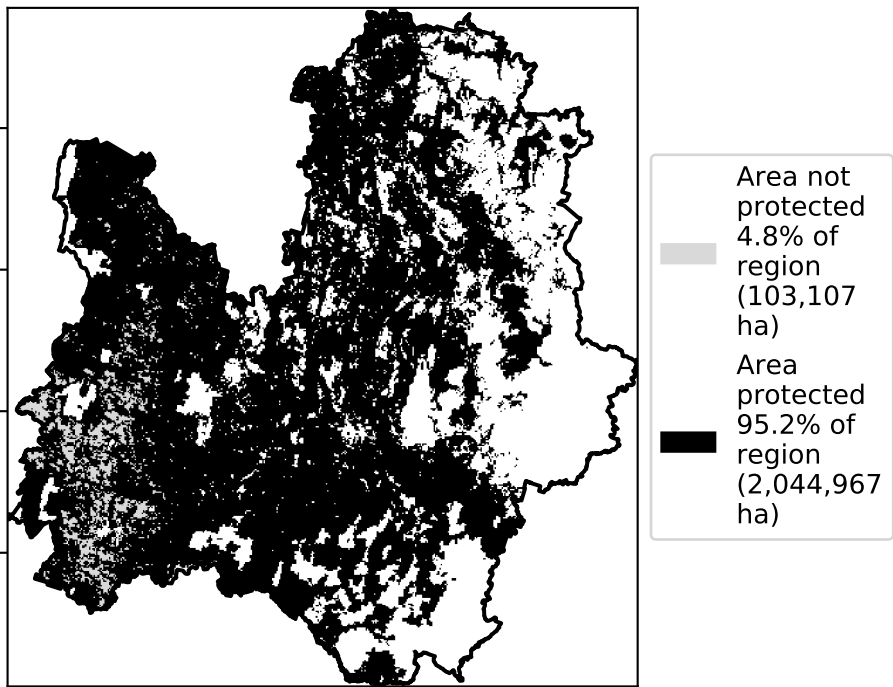 Area not
protected
4.8% of
region
(103,107
ha)
Area
protected
95.2% of
region
(2,044,967
ha)